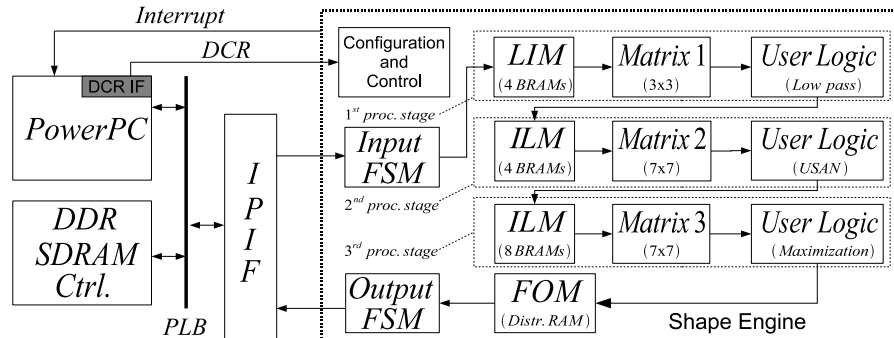 Interrupt
DCR
DCR IF
PowerPC
DDR
SDRAM
Ctrl.
PLB
I
P
I
F
Configuration
and
Control
1st proc. stage
Input
FSM
2nd proc. stage
3rd proc. stage
Output
FSM
LIM
(4 BRAMs)
Matrix 1
(3x3)
User Logic
(Low pass)
ILM
(4 BRAMs)
Matrix 2
(7x7)
User Logic
(USAN)
ILM
(8 BRAMs)
Matrix 3
(7x7)
User Logic
(Maximization)
FOM
(Distr. RAM)
Shape Engine